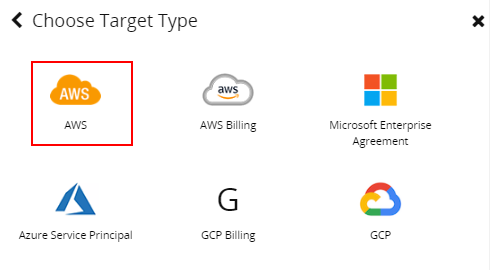 Choose Target Type
AWS
aws
AWS
AWS Billing
Microsoft Enterprise
Agreement
G
Azure Service Principal
GCP Billing
GCP